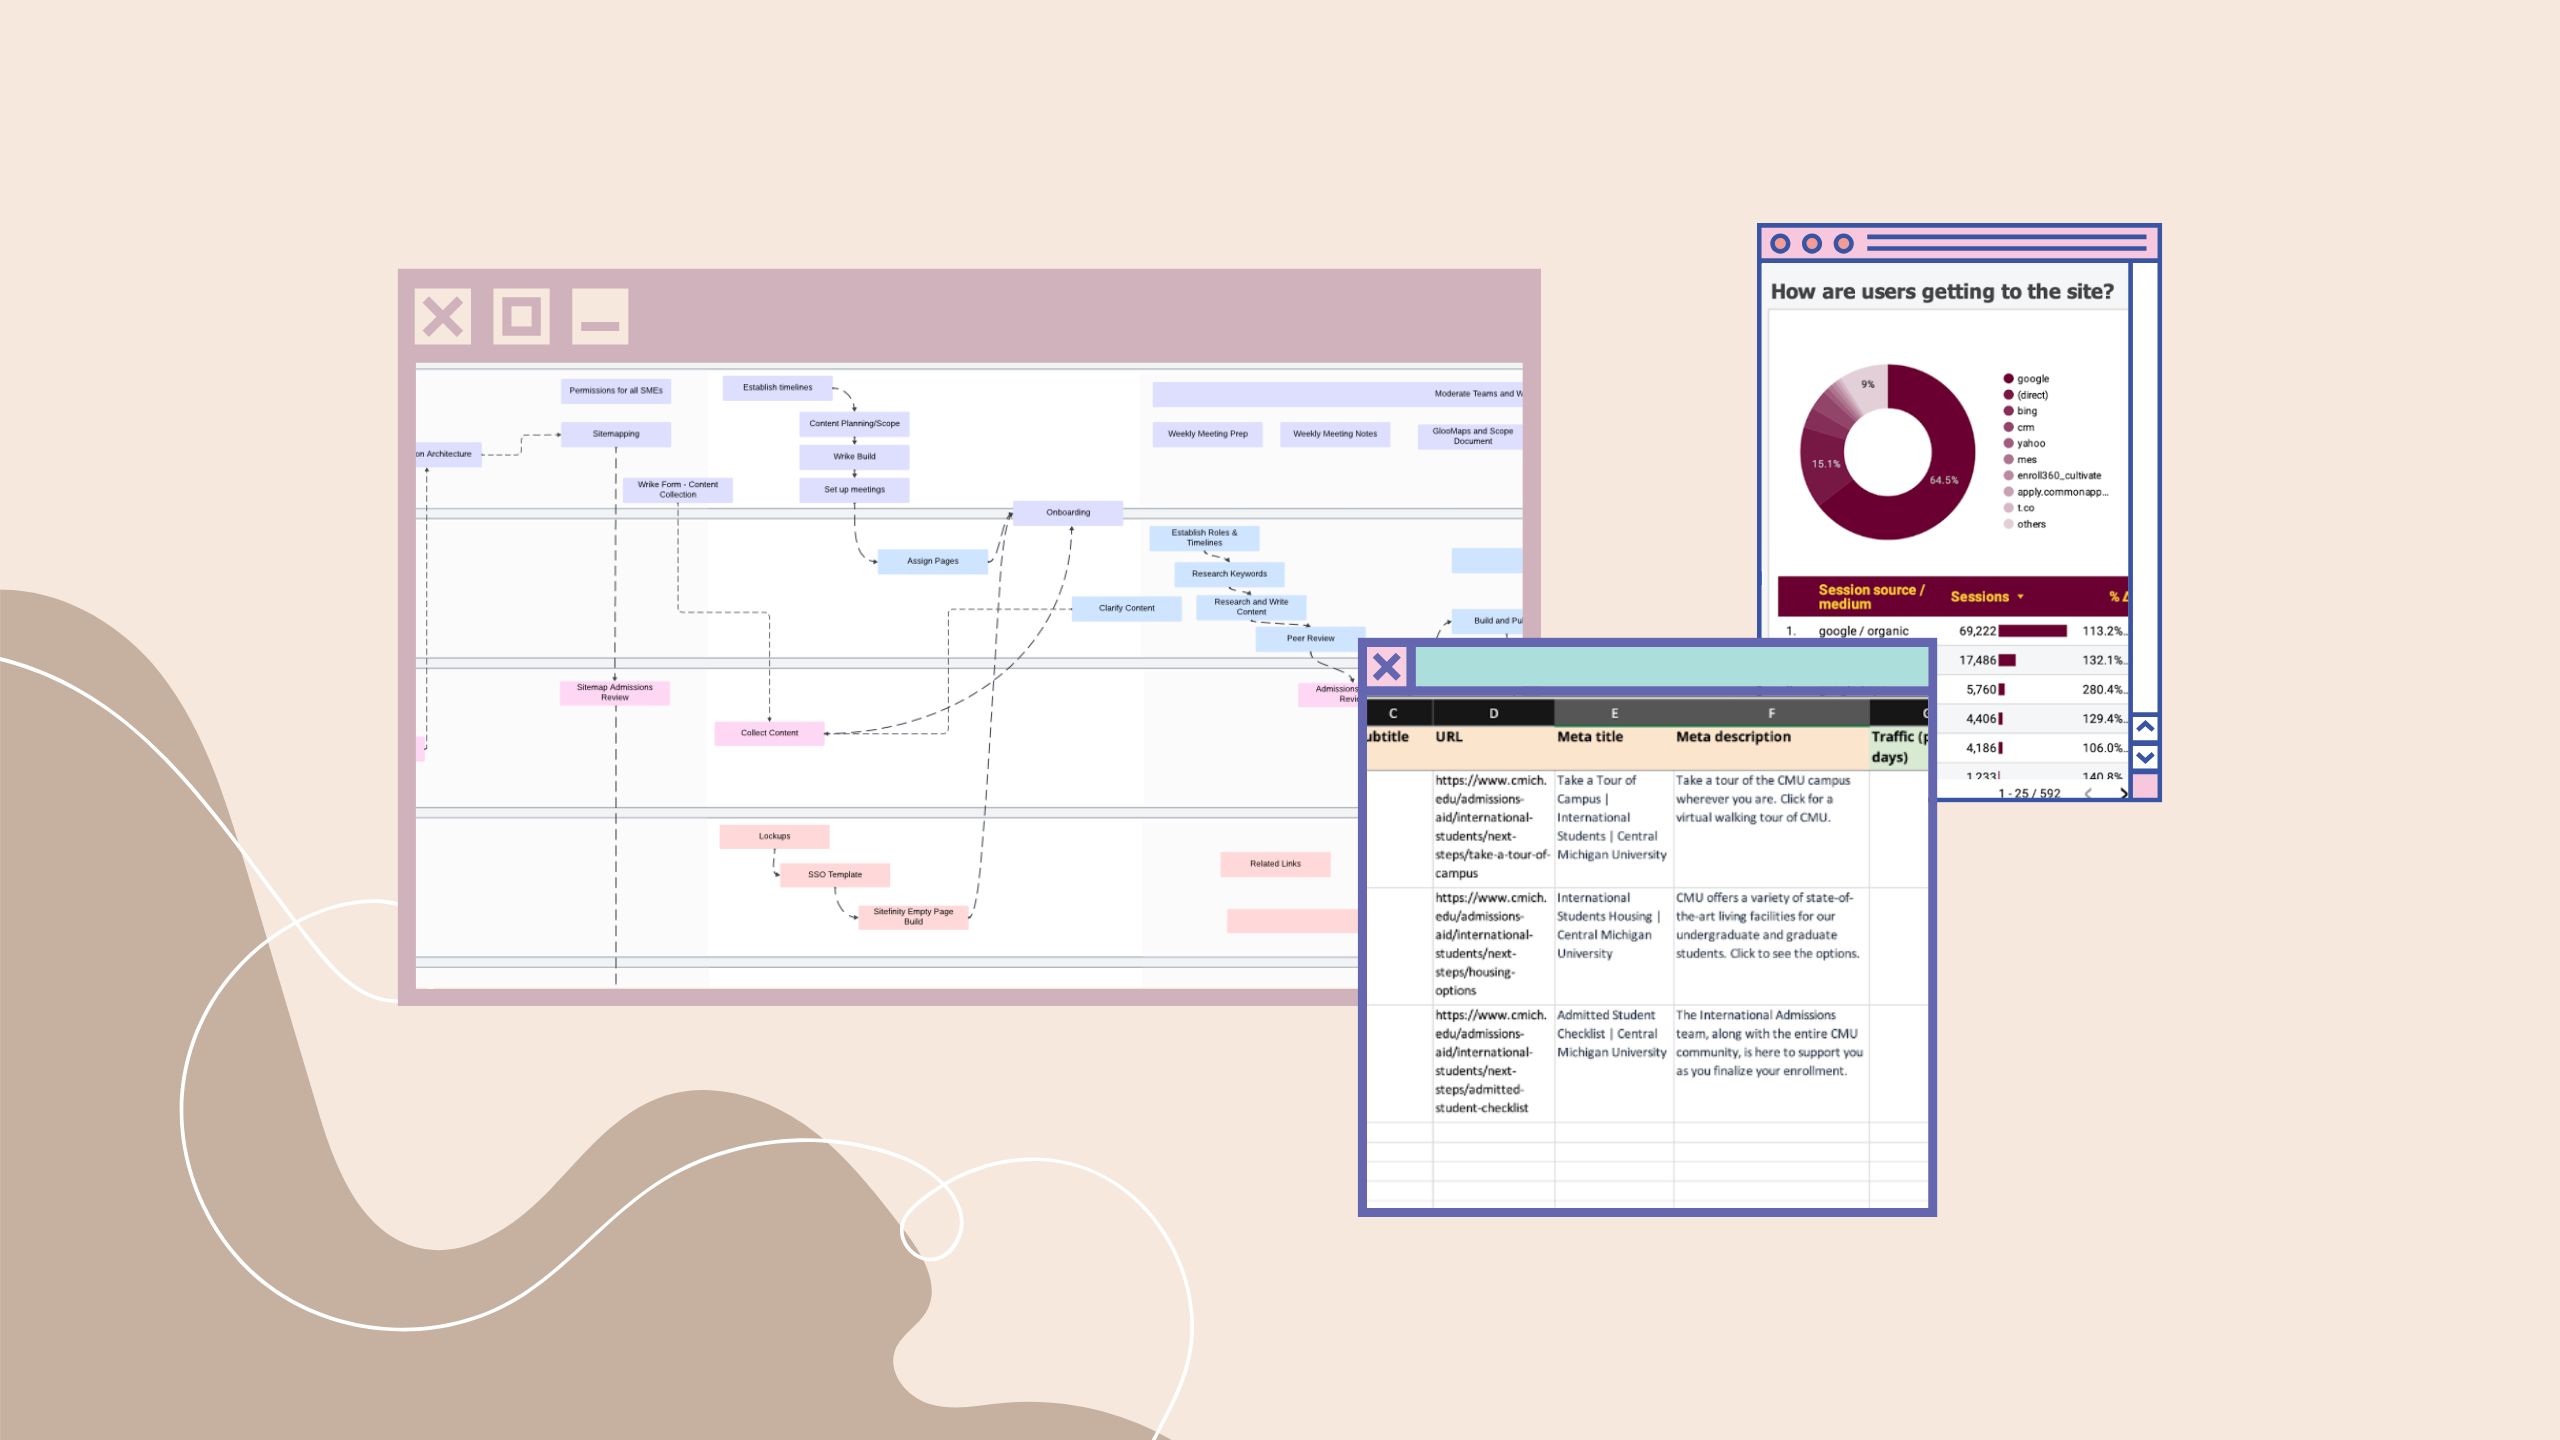 Permissions for all SMEs
Sitemapping
on Architecture
Wrike Form - Content
Collection
Establish timelines
Content Planning/Scope
Wrike Build
Set up meetings
Moderate Teams and W
Weekly Meeting Prep
Weekly Meeting Notes
GlooMaps and Scope
Document
Onboarding
Assign Pages
Clarify Content
Establish Roles &
Timelines
Research Keywords
Research and Write
Content
Peer Review
Build and Pu
Sitemap Admissions
Review
Collect Content
Admissions
Revi
Lockups
SSO Template
Sitefinity Empty Page
Build
Related Links
How are users getting to the site?
9%
15.1%
64.5%
google
(direct)
bing
crm
yahoo
mes
enroll360_cultivate
apply.commonapp...
t.co
others
Session source /
medium
Sessions
% Δ
1. google / organic 69,222 113.2%..
17,486 132.1%..
5,760 280.4%..
4,406 129.4%..
4,186 106.0%..
1,233 140.8%..
1 - 25 / 592
C D E F
ubtitle URL Meta title Meta description Traffic (p
days)
https://www.cmich.
edu/admissions-
aid/international-
students/next-
steps/take-a-tour-of-
campus
Take a Tour of
Campus |
International
Students | Central
Michigan University
Take a tour of the CMU campus
wherever you are. Click for a
virtual walking tour of CMU.
https://www.cmich.
edu/admissions-
aid/international-
students/next-
steps/housing-
options
International
Students Housing |
Central Michigan
University
CMU offers a variety of state-of-
the-art living facilities for our
undergraduate and graduate
students. Click to see the options.
https://www.cmich.
edu/admissions-
aid/international-
students/next-
steps/admitted-
student-checklist
Admitted Student
Checklist | Central
Michigan University
The International Admissions
team, along with the entire CMU
community, is here to support you
as you finalize your enrollment.